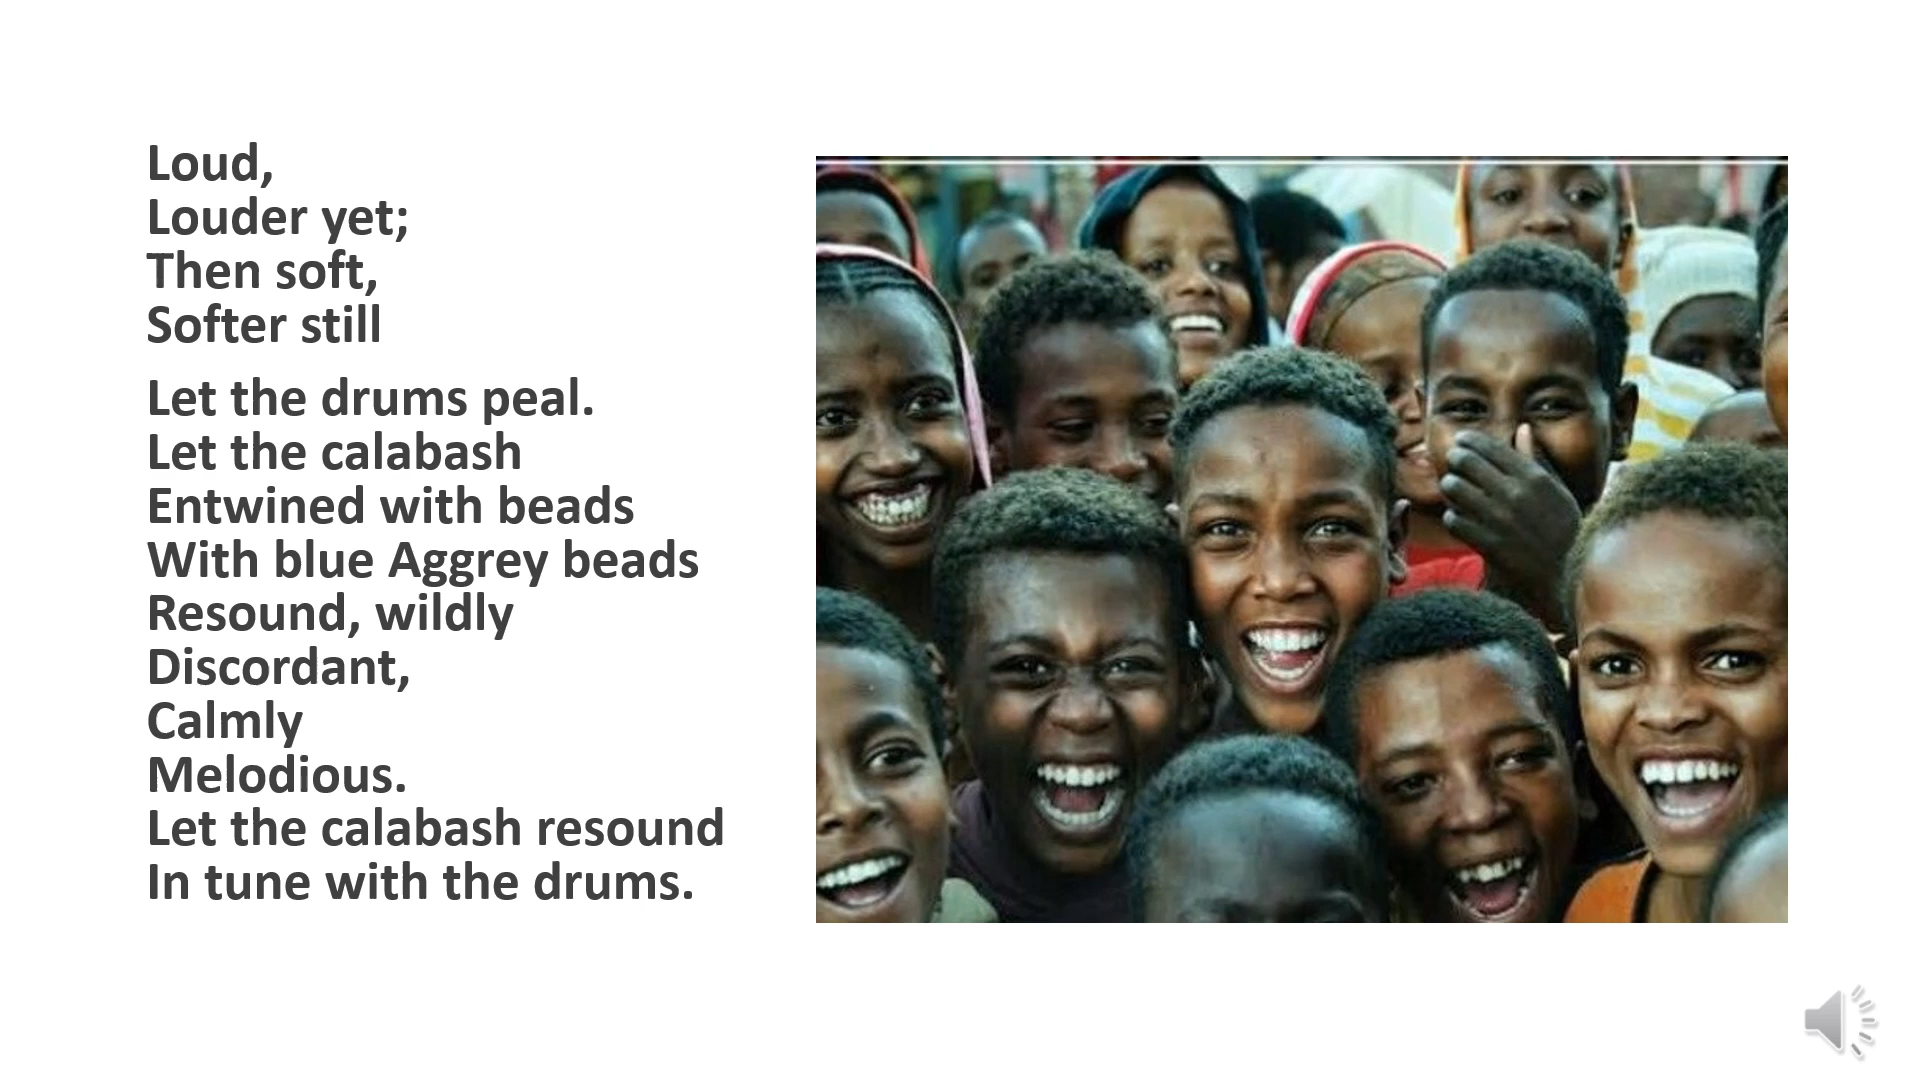 Loud,
Louder yet;
Then soft,
Softer still
Let the drums peal.
Let the calabash
Entwined with beads
With blue Aggrey beads
Resound, wildly
Discordant,
Calmly
Melodious.
Let the calabash resound
In tune with the drums.